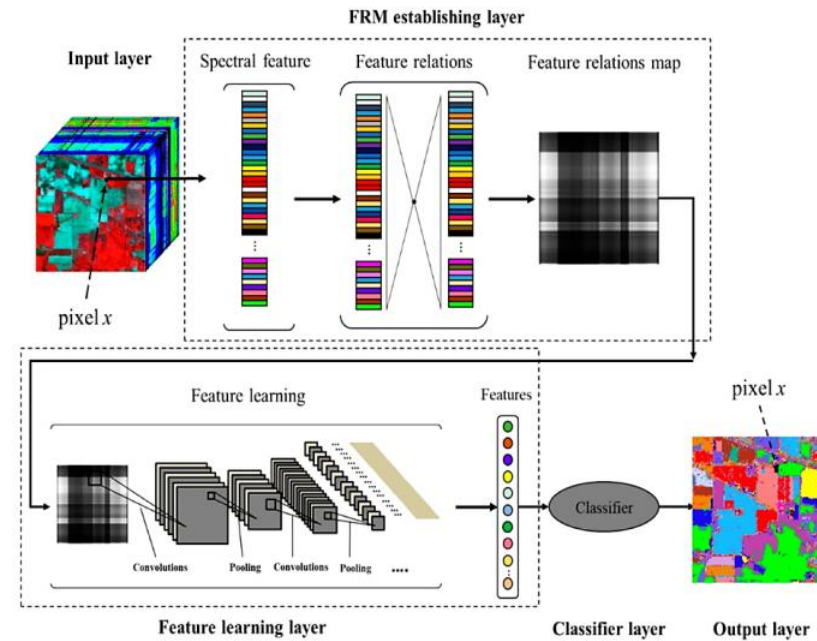 FRM establishing layer
Input layer
Spectral feature
Feature relations
Feature relations map
pixel x
Feature learning
Features
pixel x
Classifier
Convolutions
Pooling
Convolutions
Pooling
Feature learning layer
Classifier layer
Output layer